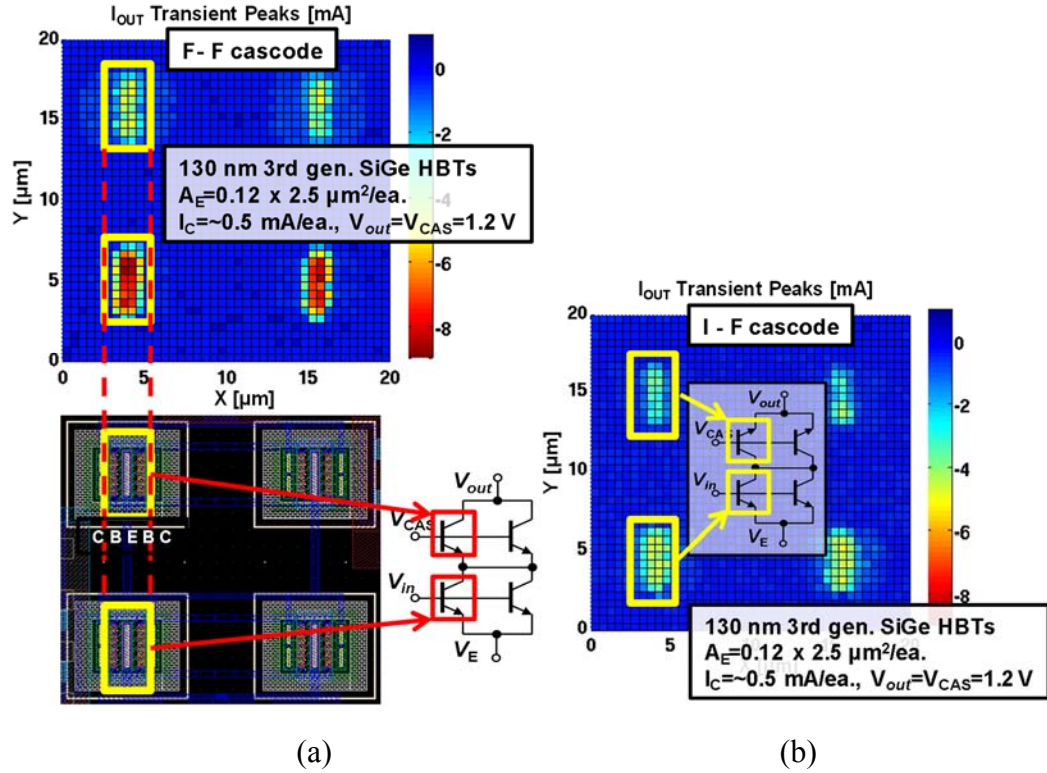 I_OUT Transient Peaks [mA]
F- F cascode
20
15
10
5
0
Y [µm]
0
-2
-4
-6
-8
130 nm 3rd gen. SiGe HBTs
A_E=0.12 x 2.5 µm²/ea.
I_C=~0.5 mA/ea., V_out=V_CAS=1.2 V
0 5 10 15 20
X [µm]
C B E B C
V_out
V_CAS
V_in
V_E
(a)
I_OUT Transient Peaks [mA]
I - F cascode
20
15
10
5
0
Y [µm]
0
-2
-4
-6
-8
V_out
V_CAS
V_in
V_E
0
10
20
X [µm]
130 nm 3rd gen. SiGe HBTs
A_E=0.12 x 2.5 µm²/ea.
I_C=~0.5 mA/ea., V_out=V_CAS=1.2 V
(b)